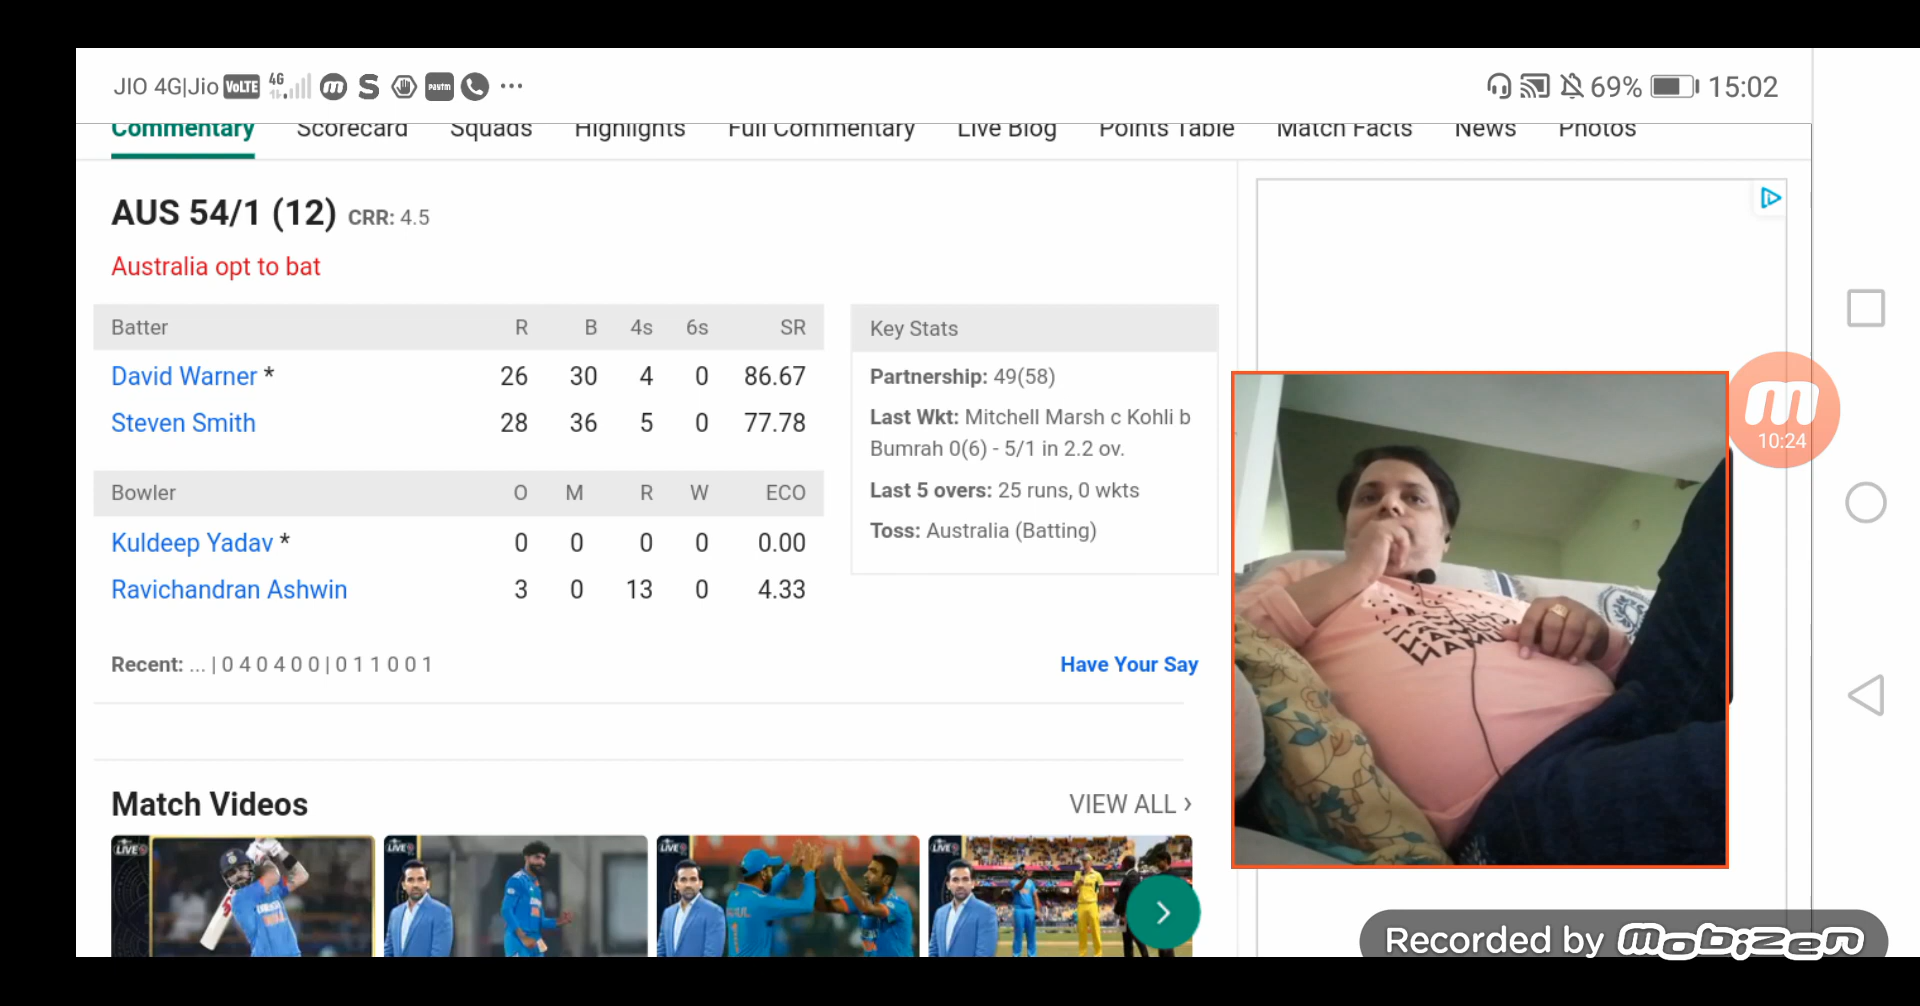 JIO 4G|Jio VoLTE 4G m S paytm ... 69% 15:02
Commentary Scorecard Squads Highlights Full Commentary Live Blog Points Table Match Facts News Photos
AUS 54/1 (12) CRR: 4.5
Australia opt to bat
Batter R B 4s 6s SR
David Warner * 26 30 4 0 86.67
Steven Smith 28 36 5 0 77.78
Bowler O M R W ECO
Kuldeep Yadav * 0 0 0 0 0.00
Ravichandran Ashwin 3 0 13 0 4.33
Recent: ... | 0 4 0 4 0 0 | 0 1 1 0 0 1
Have Your Say
Key Stats
Partnership: 49(58)
Last Wkt: Mitchell Marsh c Kohli b
Bumrah 0(6) - 5/1 in 2.2 ov.
Last 5 overs: 25 runs, 0 wkts
Toss: Australia (Batting)
m
10:24
Match Videos VIEW ALL ›
LIVE LIVE LIVE LIVE
Recorded by mobizen